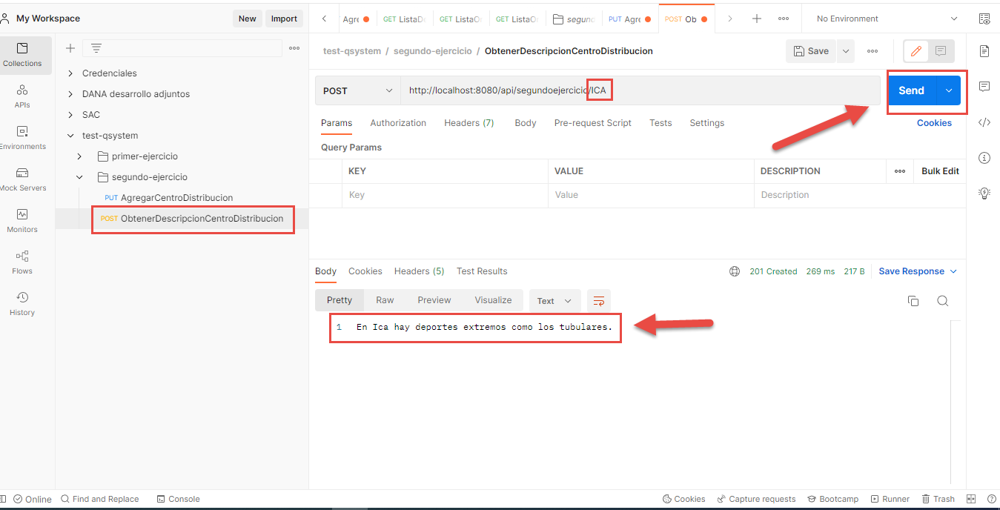 My Workspace New Import
Agre GET ListaD GET ListaOr GET ListaOr segund PUT Agre POST Ob No Environment
Collections
APIs
Environments
Mock Servers
Monitors
Flows
History
Credenciales
DANA desarrollo adjuntos
SAC
test-qsystem
primer-ejercicio
segundo-ejercicio
PUT AgregarCentroDistribucion
POST ObtenerDescripcionCentroDistribucion
test-qsystem / segundo-ejercicio / ObtenerDescripcionCentroDistribucion Save
POST http://localhost:8080/api/segundoejercicio/ICA Send
Params Authorization Headers (7) Body Pre-request Script Tests Settings Cookies
Query Params
KEY VALUE DESCRIPTION Bulk Edit
Key Value Description
Body Cookies Headers (5) Test Results 201 Created 269 ms 217 B Save Response
Pretty Raw Preview Visualize Text
1 En Ica hay deportes extremos como los tubulares.
Online Find and Replace Console Cookies Capture requests Bootcamp Runner Trash